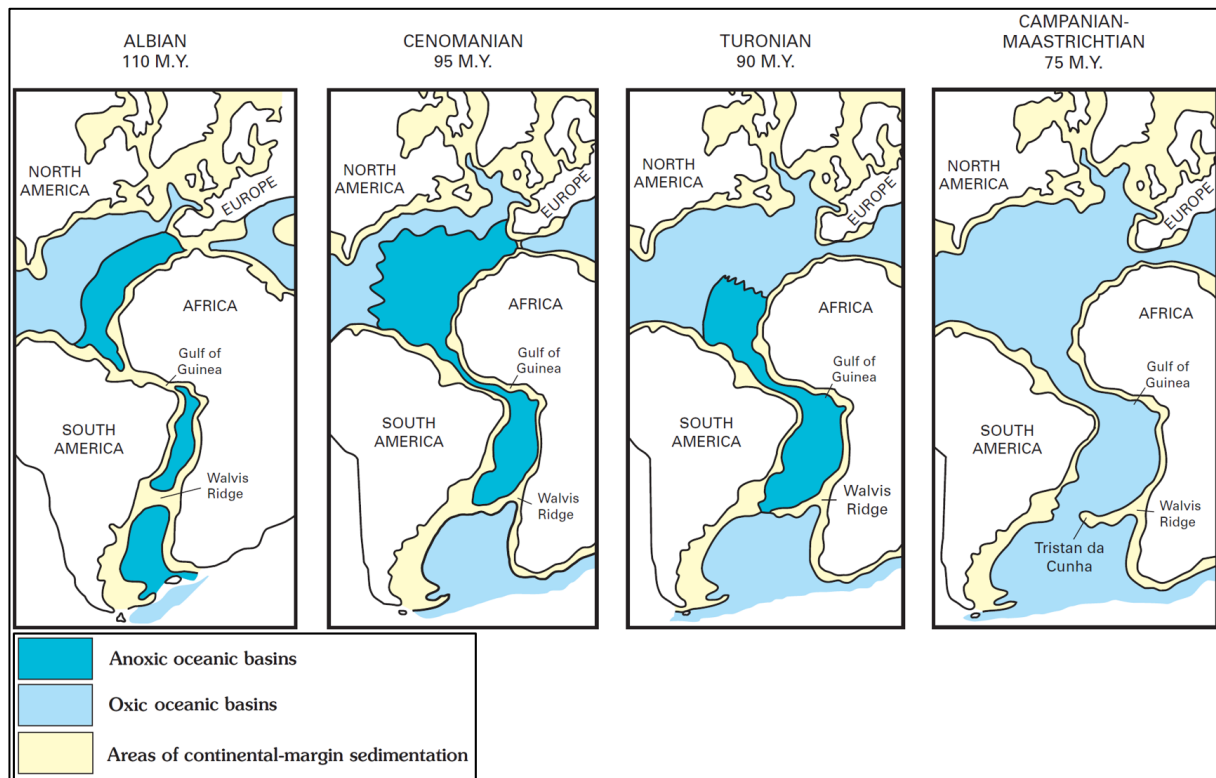 ALBIAN
110 M.Y.
NORTH
AMERICA
EUROPE
AFRICA
Gulf of
Guinea
SOUTH
AMERICA
Walvis
Ridge
CENOMANIAN
95 M.Y.
NORTH
AMERICA
EUROPE
AFRICA
Gulf of
Guinea
SOUTH
AMERICA
Walvis
Ridge
TURONIAN
90 M.Y.
NORTH
AMERICA
EUROPE
AFRICA
Gulf of
Guinea
SOUTH
AMERICA
Walvis
Ridge
CAMPANIAN-
MAASTRICHTIAN
75 M.Y.
NORTH
AMERICA
EUROPE
AFRICA
Gulf of
Guinea
SOUTH
AMERICA
Walvis
Ridge
Tristan da
Cunha
Anoxic oceanic basins
Oxic oceanic basins
Areas of continental-margin sedimentation